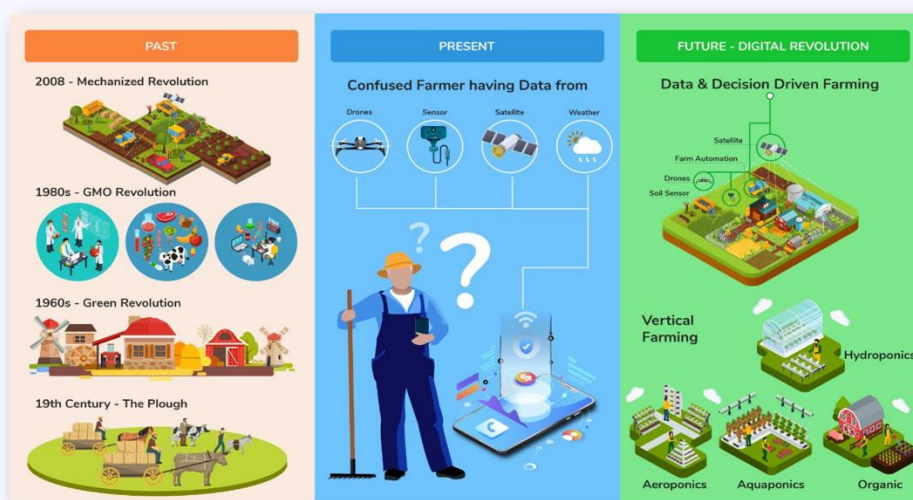 PAST
2008 - Mechanized Revolution
1980s - GMO Revolution
1960s - Green Revolution
19th Century - The Plough
PRESENT
Confused Farmer having Data from
Drones
Sensor
Satellite
Weather
?
?
FUTURE - DIGITAL REVOLUTION
Data & Decision Driven Farming
Satellite
Farm Automation
Drones
Soil Sensor
Vertical
Farming
Hydroponics
Aeroponics
Aquaponics
Organic